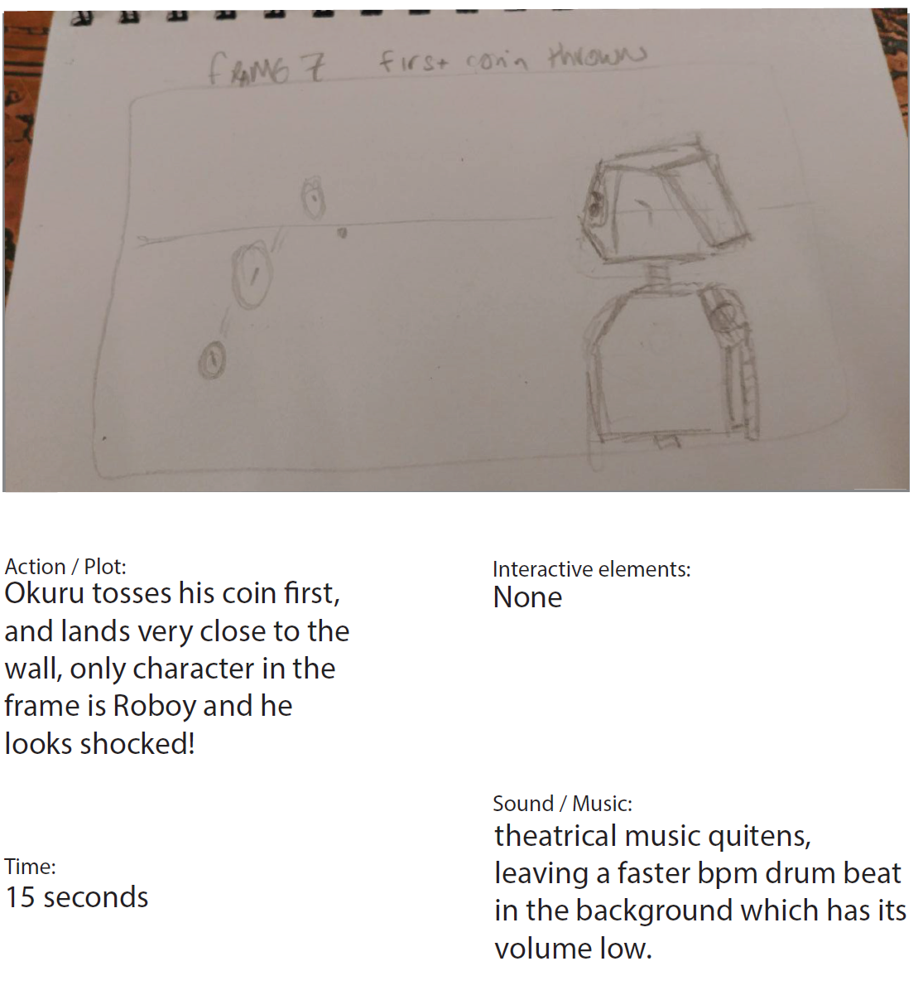 fRAMG 7 first coin thrown
Action / Plot:
Okuru tosses his coin first,
and lands very close to the
wall, only character in the
frame is Roboy and he
looks shocked!
Time:
15 seconds
Interactive elements:
None
Sound / Music:
theatrical music quitens,
leaving a faster bpm drum beat
in the background which has its
volume low.